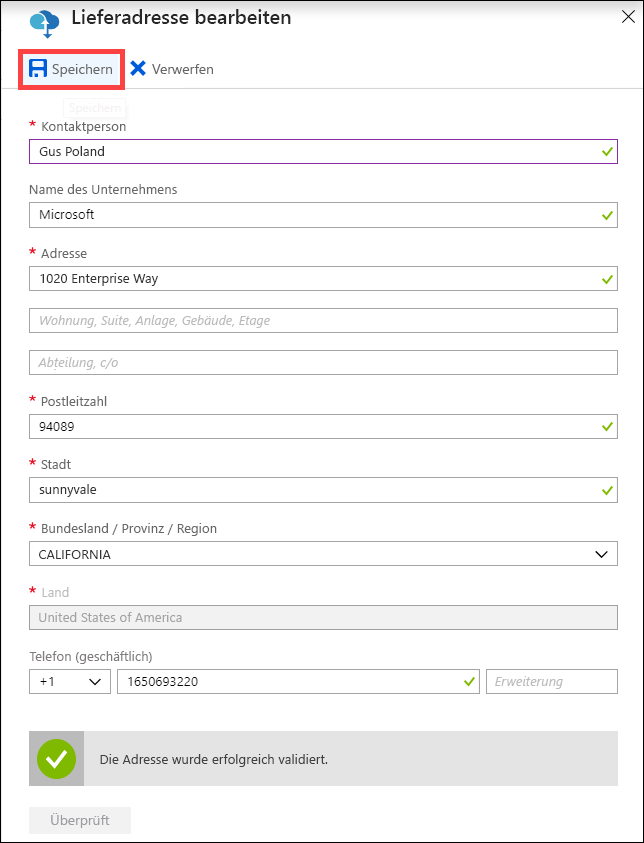 Lieferadresse bearbeiten
Speichern Verwerfen
Speichern
* Kontaktperson
Gus Poland
Name des Unternehmens
Microsoft
* Adresse
1020 Enterprise Way
Wohnung, Suite, Anlage, Gebäude, Etage
Abteilung, c/o
* Postleitzahl
94089
* Stadt
sunnyvale
* Bundesland / Provinz / Region
CALIFORNIA
* Land
United States of America
Telefon (geschäftlich)
+1 1650693220 Erweiterung
Die Adresse wurde erfolgreich validiert.
Überprüft